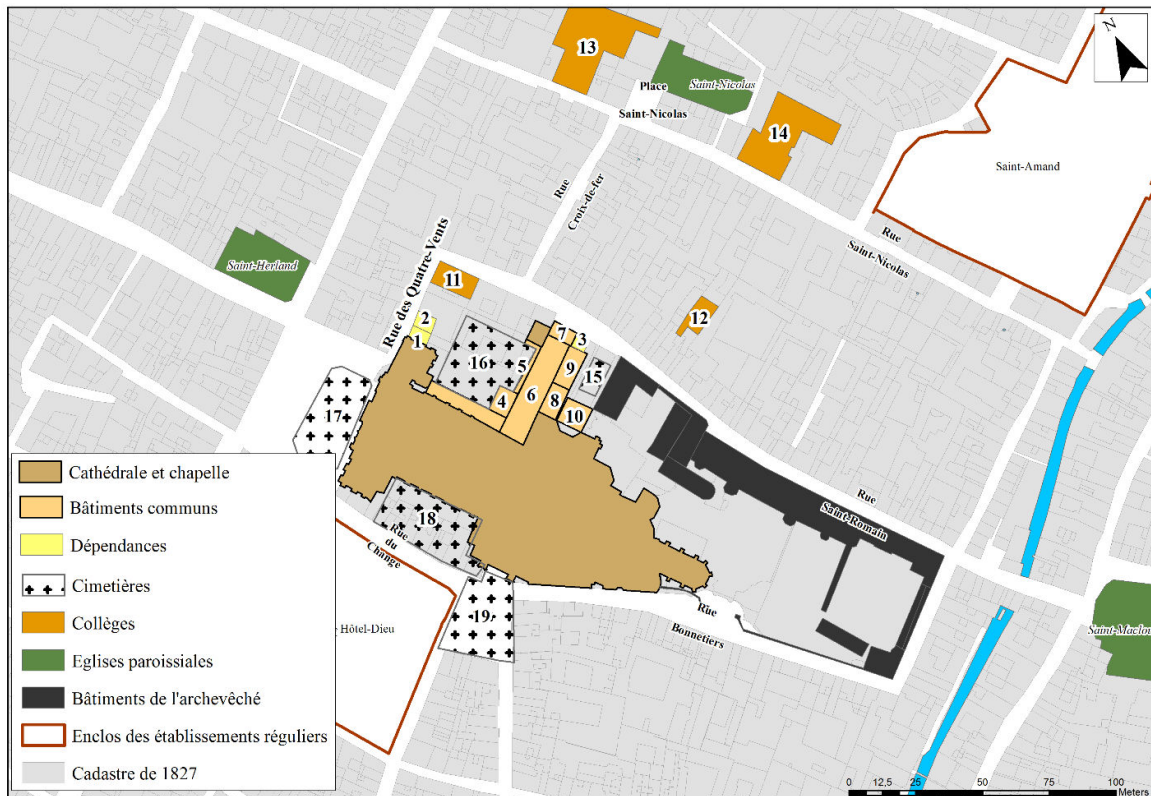 N
13
Place
Saint-Nicolas
Saint-Nicolas
14
Saint-Amand
Rue
Croix-de-fer
Rue
Saint-Nicolas
Saint-Herland
Rue des Quatre-Vents
11
12
2
1
7
3
16
5
9
15
6
4
8
10
17
18
Rue
du
Change
19
Hôtel-Dieu
Rue
Saint-Romain
Rue
Bonnetiers
Saint-Maclou
Cathédrale et chapelle
Bâtiments communs
Dépendances
Cimetières
Collèges
Eglises paroissiales
Bâtiments de l'archevêché
Enclos des établissements réguliers
Cadastre de 1827
0 12,5 25 50 75 100
Meters